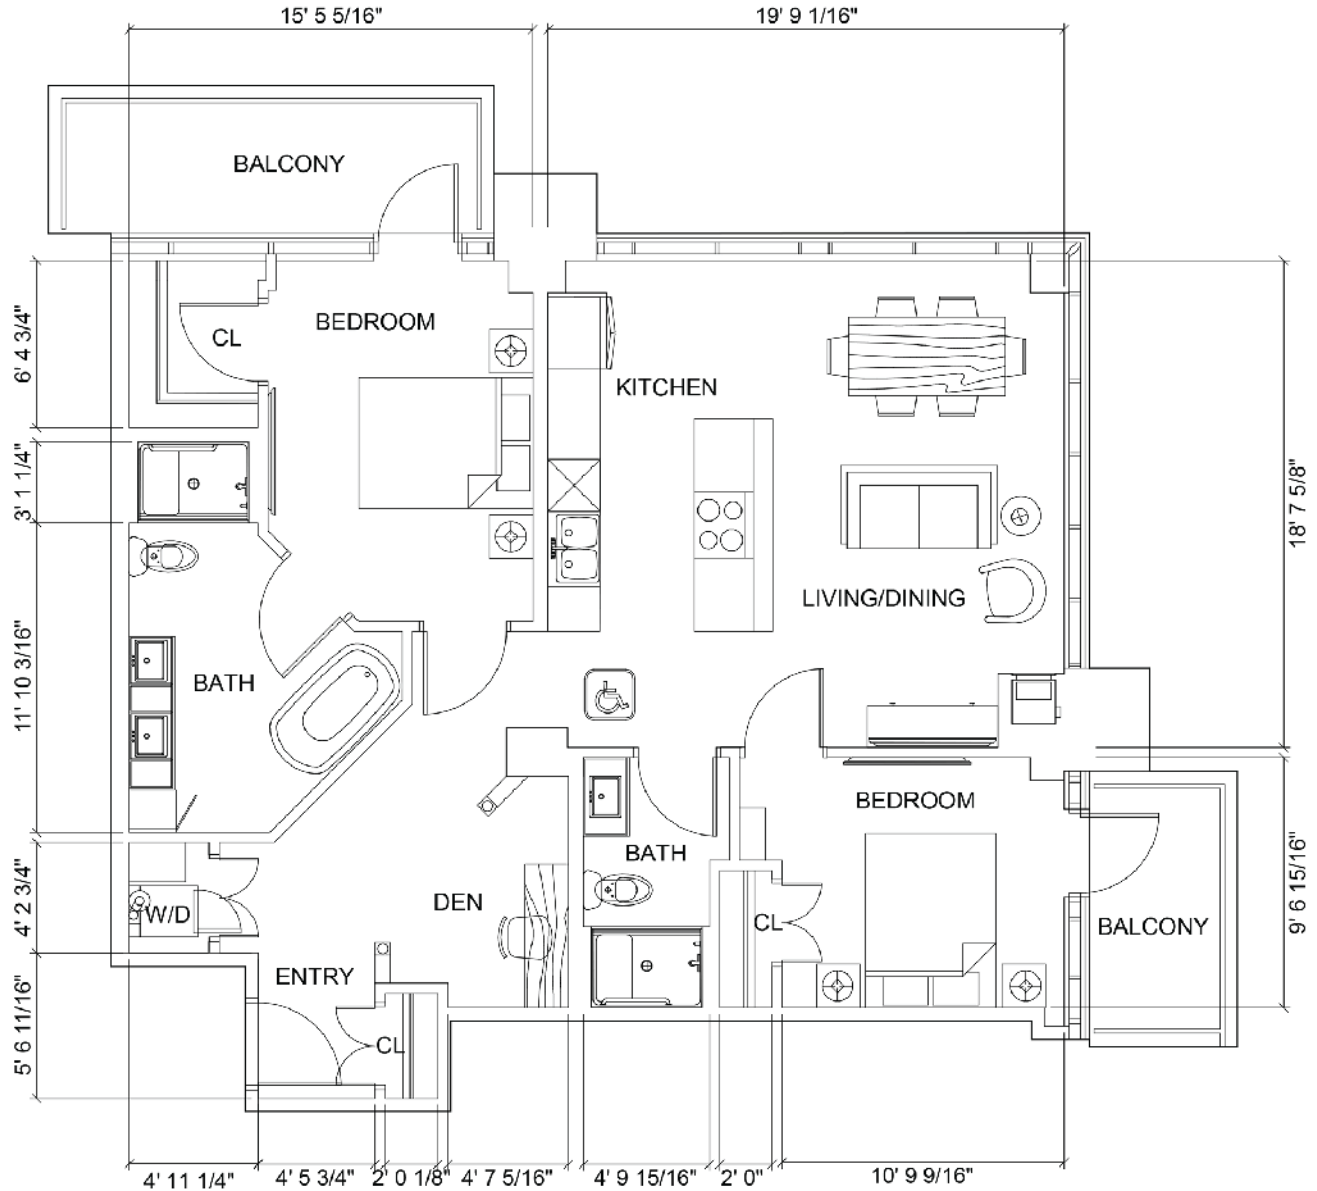 15' 5 5/16"
19' 9 1/16"
BALCONY
6' 4 3/4"
CL
BEDROOM
KITCHEN
3' 1 1/4"
18' 7 5/8"
LIVING/DINING
11' 10 3/16"
BATH
BEDROOM
BATH
9' 6 15/16"
4' 2 3/4"
W/D
DEN
CL
BALCONY
ENTRY
5' 6 11/16"
CL
4' 11 1/4"
4' 5 3/4"
2' 0 1/8"
4' 7 5/16"
4' 9 15/16"
2' 0"
10' 9 9/16"